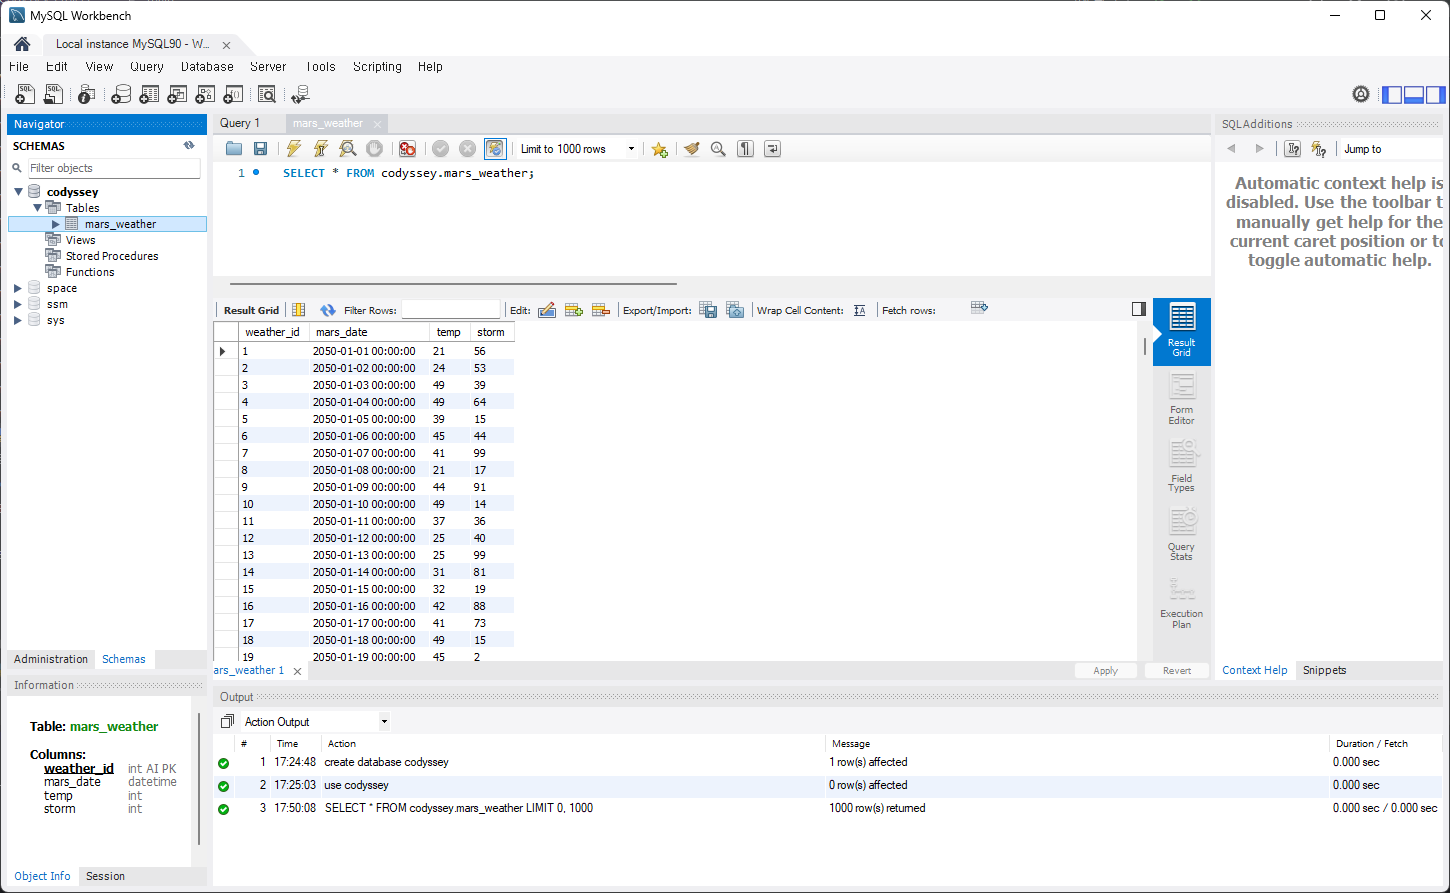 MySQL Workbench
Local instance MySQL90 - W...
File Edit View Query Database Server Tools Scripting Help
Navigator
SCHEMAS
Filter objects
codyssey
Tables
mars_weather
Views
Stored Procedures
Functions
space
ssm
sys
Administration Schemas
Information
Table: mars_weather
Columns:
weather_id int AI PK
mars_date datetime
temp int
storm int
Object Info Session
Query 1 mars_weather
Limit to 1000 rows
1 SELECT * FROM codyssey.mars_weather;
Result Grid Filter Rows: Edit: Export/Import: Wrap Cell Content: Fetch rows:
weather_id mars_date temp storm
1 2050-01-01 00:00:00 21 56
2 2050-01-02 00:00:00 24 53
3 2050-01-03 00:00:00 49 39
4 2050-01-04 00:00:00 49 64
5 2050-01-05 00:00:00 39 15
6 2050-01-06 00:00:00 45 44
7 2050-01-07 00:00:00 41 99
8 2050-01-08 00:00:00 21 17
9 2050-01-09 00:00:00 44 91
10 2050-01-10 00:00:00 49 14
11 2050-01-11 00:00:00 37 36
12 2050-01-12 00:00:00 25 40
13 2050-01-13 00:00:00 25 99
14 2050-01-14 00:00:00 31 81
15 2050-01-15 00:00:00 32 19
16 2050-01-16 00:00:00 42 88
17 2050-01-17 00:00:00 41 73
18 2050-01-18 00:00:00 49 15
19 2050-01-19 00:00:00 45 2
Result
Grid
Form
Editor
Field
Types
Query
Stats
Execution
Plan
ars_weather 1
Apply Revert
SQLAdditions
Jump to
Automatic context help is
disabled. Use the toolbar t
manually get help for the
current caret position or to
toggle automatic help.
Context Help Snippets
Output
Action Output
# Time Action Message Duration / Fetch
1 17:24:48 create database codyssey 1 row(s) affected 0.000 sec
2 17:25:03 use codyssey 0 row(s) affected 0.000 sec
3 17:50:08 SELECT * FROM codyssey.mars_weather LIMIT 0, 1000 1000 row(s) returned 0.000 sec / 0.000 sec